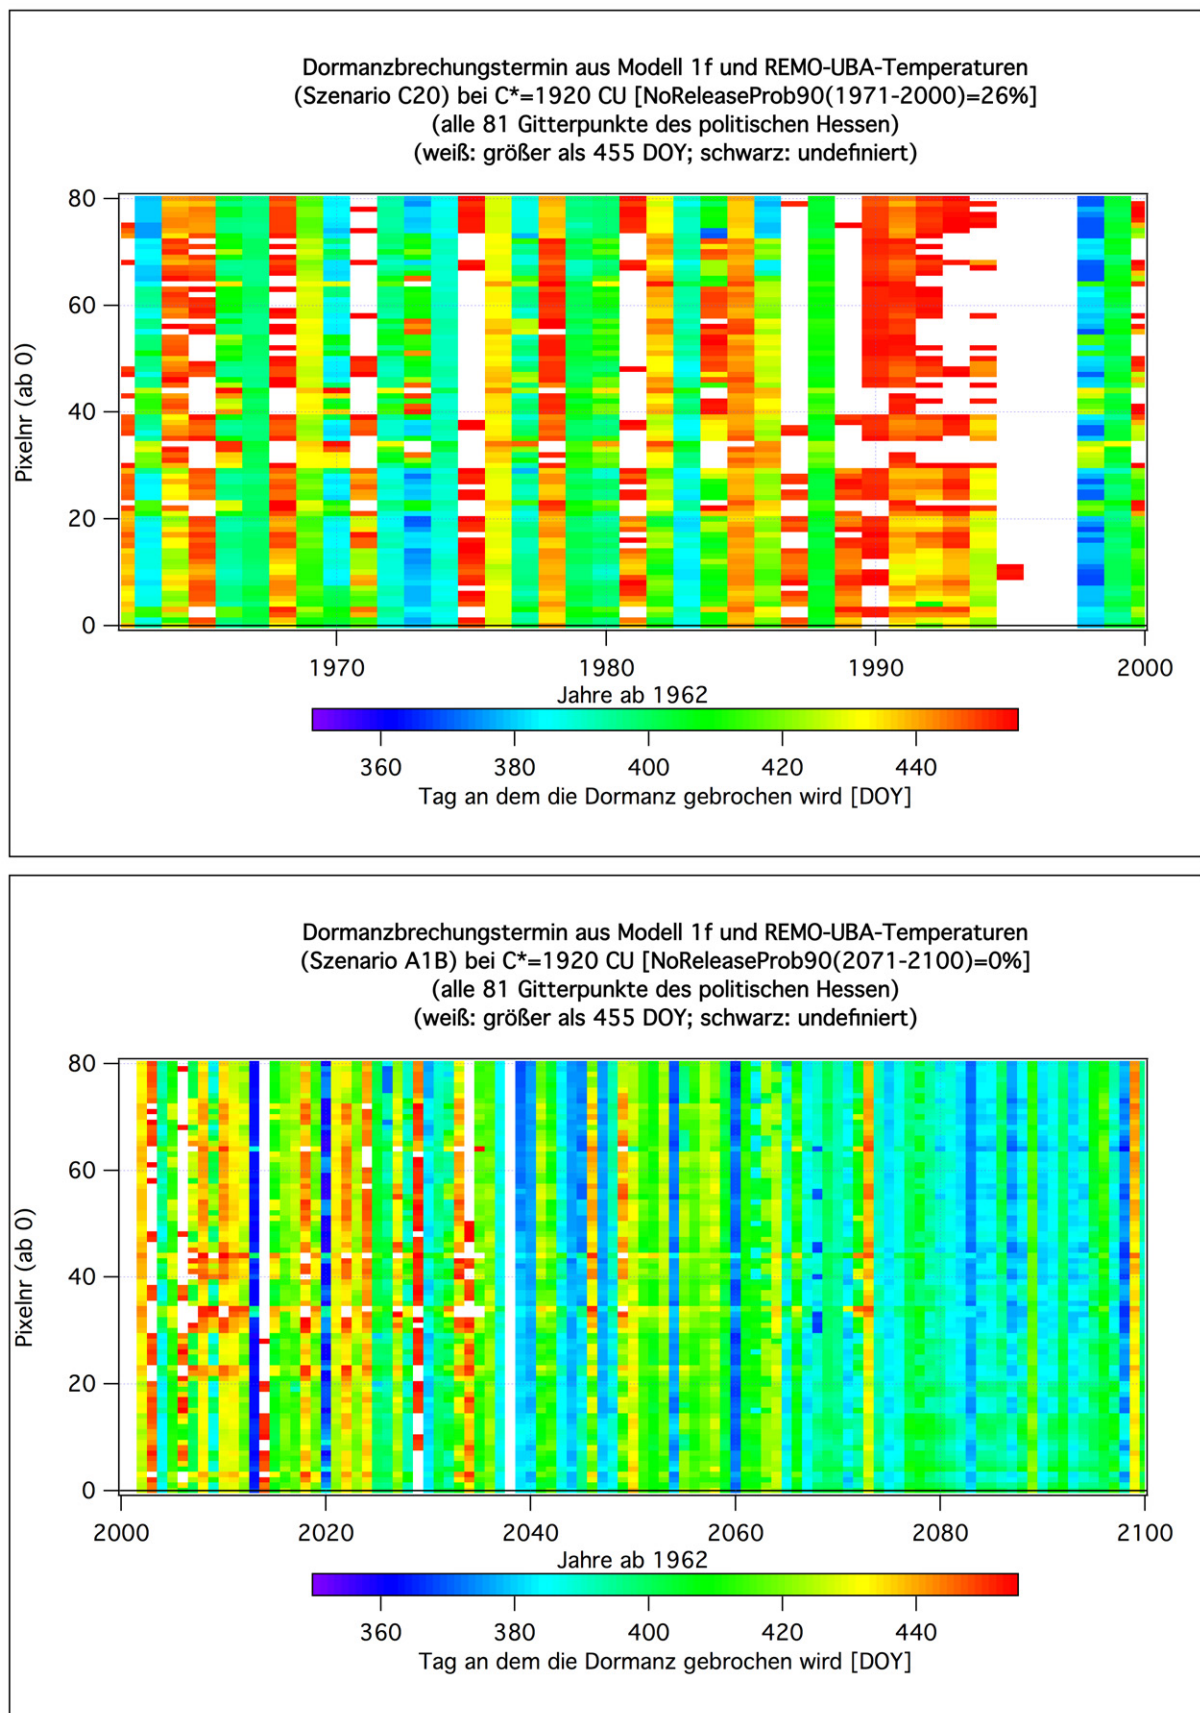 Dormanzbrechungstermin aus Modell 1f und REMO-UBA-Temperaturen
(Szenario C20) bei C*=1920 CU [NoReleaseProb90(1971-2000)=26%]
(alle 81 Gitterpunkte des politischen Hessen)
(weiß: größer als 455 DOY; schwarz: undefiniert)
80
60
40
20
0
Pixelnr (ab 0)
1970 1980 1990 2000
Jahre ab 1962
360 380 400 420 440
Tag an dem die Dormanz gebrochen wird [DOY]
Dormanzbrechungstermin aus Modell 1f und REMO-UBA-Temperaturen
(Szenario A1B) bei C*=1920 CU [NoReleaseProb90(2071-2100)=0%]
(alle 81 Gitterpunkte des politischen Hessen)
(weiß: größer als 455 DOY; schwarz: undefiniert)
80
60
40
20
0
Pixelnr (ab 0)
2000 2020 2040 2060 2080 2100
Jahre ab 1962
360 380 400 420 440
Tag an dem die Dormanz gebrochen wird [DOY]